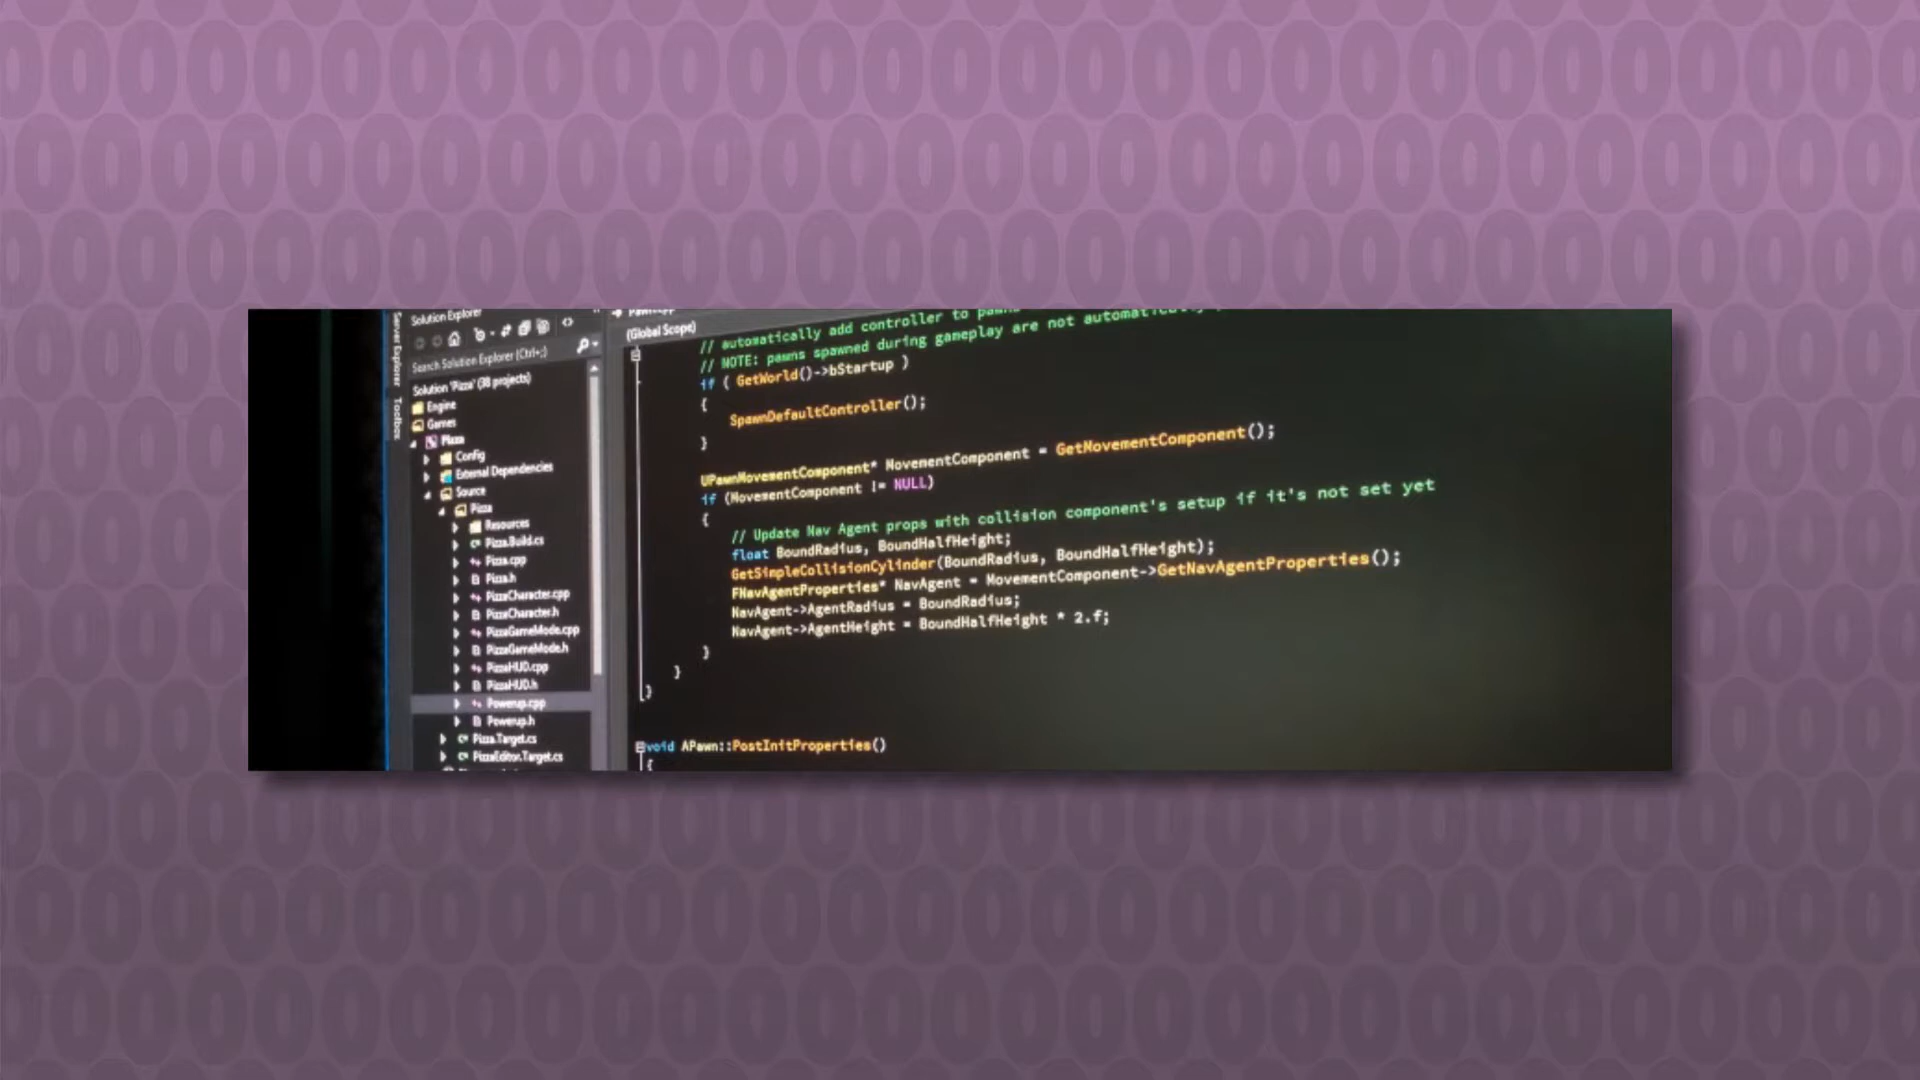 Solution Explorer
Search Solution Explorer (Ctrl+;)
Solution 'Pizza' (38 projects)
Engine
Games
Pizza
Config
External Dependencies
Source
Pizza
Resources
Pizza.Build.cs
Pizza.cpp
Pizza.h
PizzaCharacter.cpp
PizzaCharacter.h
PizzaGameMode.cpp
PizzaGameMode.h
PizzaHUD.cpp
PizzaHUD.h
Powerup.cpp
Powerup.h
Pizza.Target.cs
PizzaEditor.Target.cs
Server Explorer
Toolbox
(Global Scope)
// automatically add controller to
// NOTE: pawns spawned during gameplay are not
if ( GetWorld()->bStartup )
{
SpawnDefaultController();
}
UPawnMovementComponent* MovementComponent = GetMovementComponent();
if (MovementComponent != NULL)
{
// Update Nav Agent props with collision component's setup if it's not set yet
float BoundRadius, BoundHalfHeight;
GetSimpleCollisionCylinder(BoundRadius, BoundHalfHeight);
FNavAgentProperties* NavAgent = MovementComponent->GetNavAgentProperties();
NavAgent->AgentRadius = BoundRadius;
NavAgent->AgentHeight = BoundHalfHeight * 2.f;
}
}
}
void APawn::PostInitProperties()
{